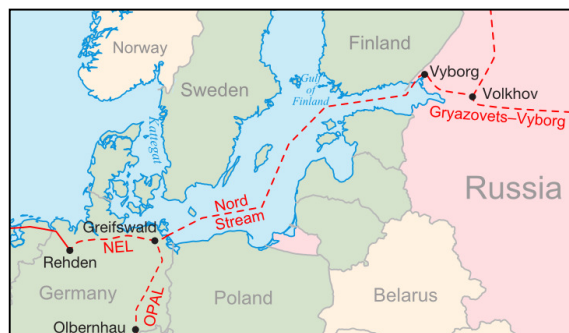 Norway
Finland
Sweden
Gulf
of
Finland
Vyborg
Volkhov
Gryazovets–Vyborg
Kattegat
Russia
Nord
Stream
Greifswald
NEL
Rehden
OPAL
Germany
Poland
Belarus
Olbernhau